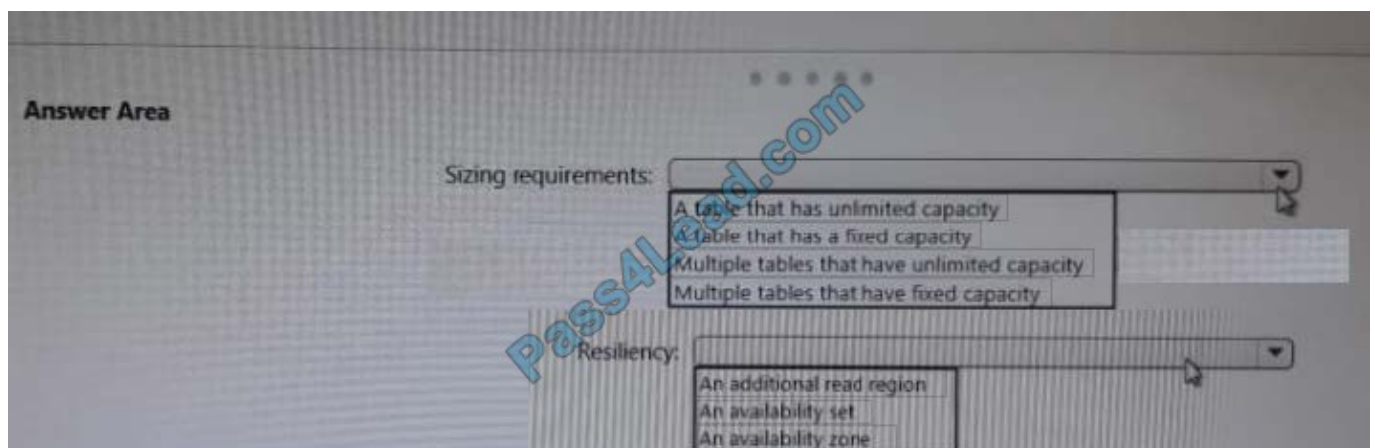 Answer Area
Sizing requirements:
A table that has unlimited capacity
A table that has a fixed capacity
Multiple tables that have unlimited capacity
Multiple tables that have fixed capacity
Resiliency:
An additional read region
An availability set
An availability zone
Pass4Lead.com